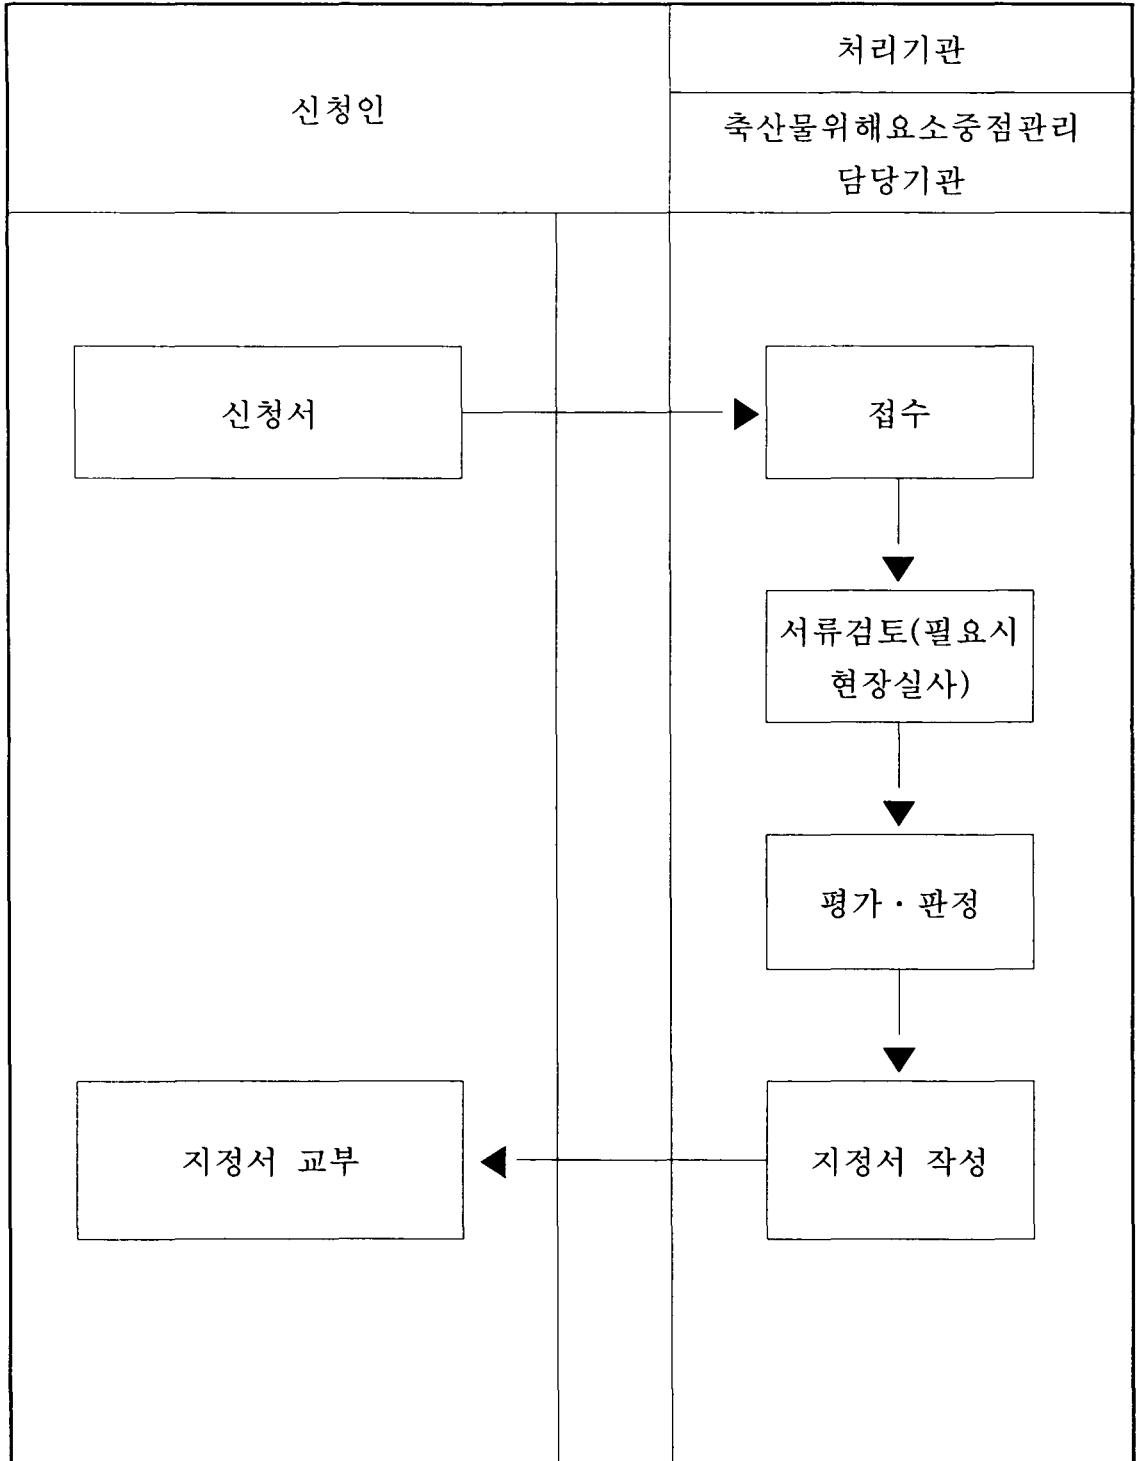 신청인
처리기관
축산물위해요소중점관리
담당기관
신청서
접수
서류검토(필요시
현장실사)
평가 · 판정
지정서 교부
지정서 작성